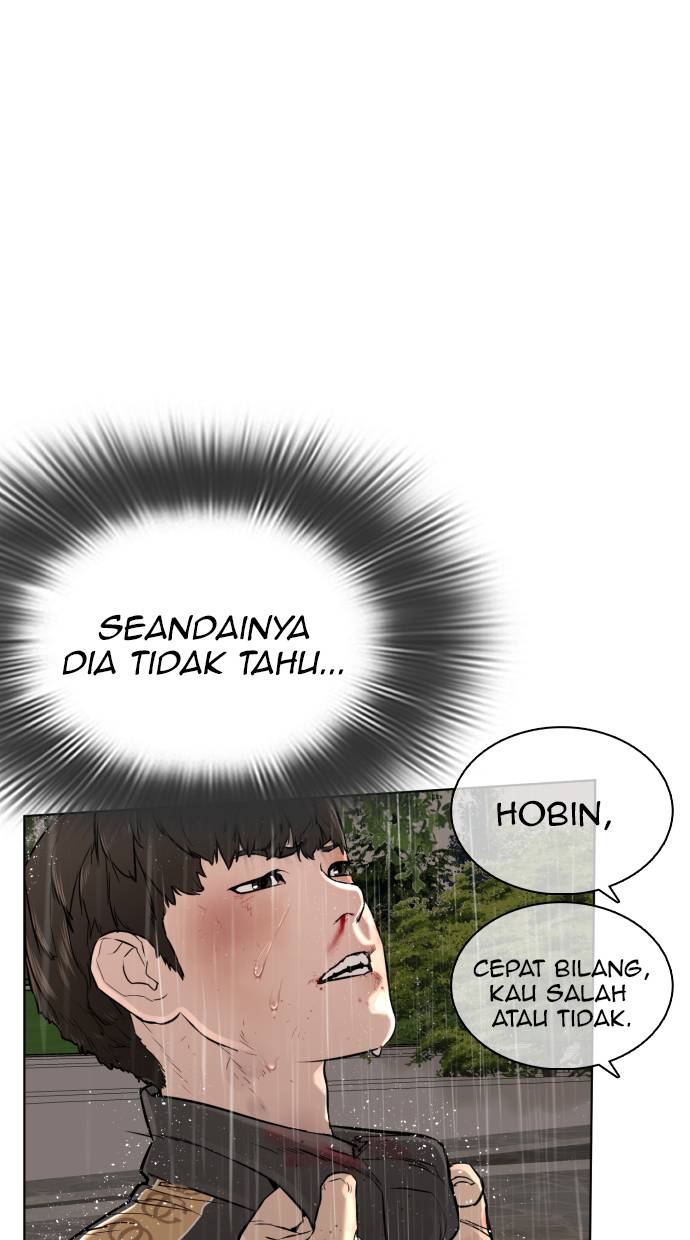 SEANDAINYA
DIA TIDAK TAHU...
HOBIN,
CEPAT BILANG,
KAU SALAH
ATAU TIDAK.